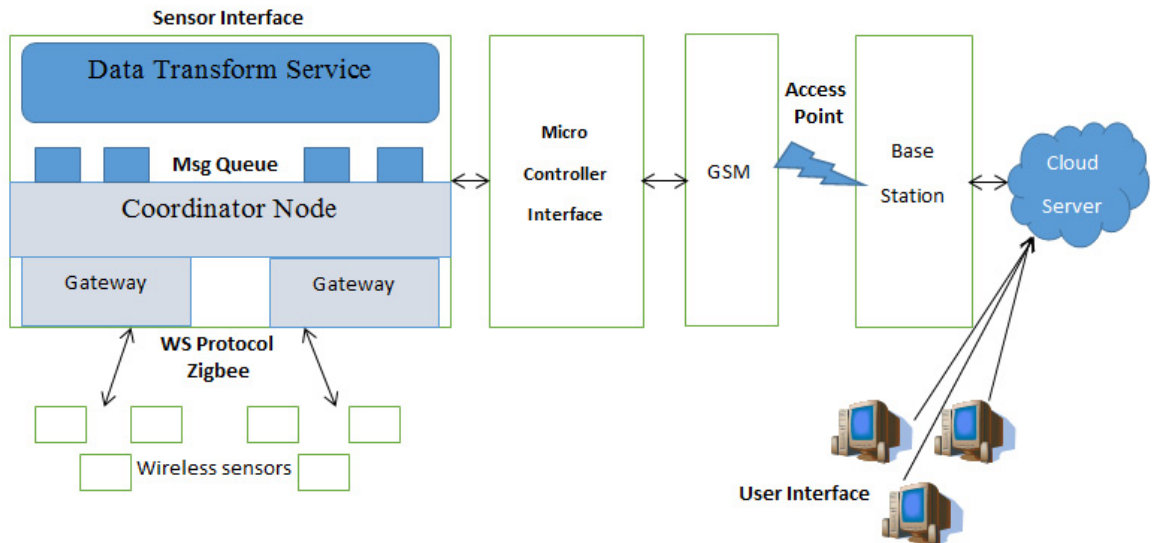 Sensor Interface
Data Transform Service
Msg Queue
Coordinator Node
Gateway
Gateway
WS Protocol
Zigbee
Wireless sensors
Micro
Controller
Interface
GSM
Access
Point
Base
Station
Cloud
Server
User Interface